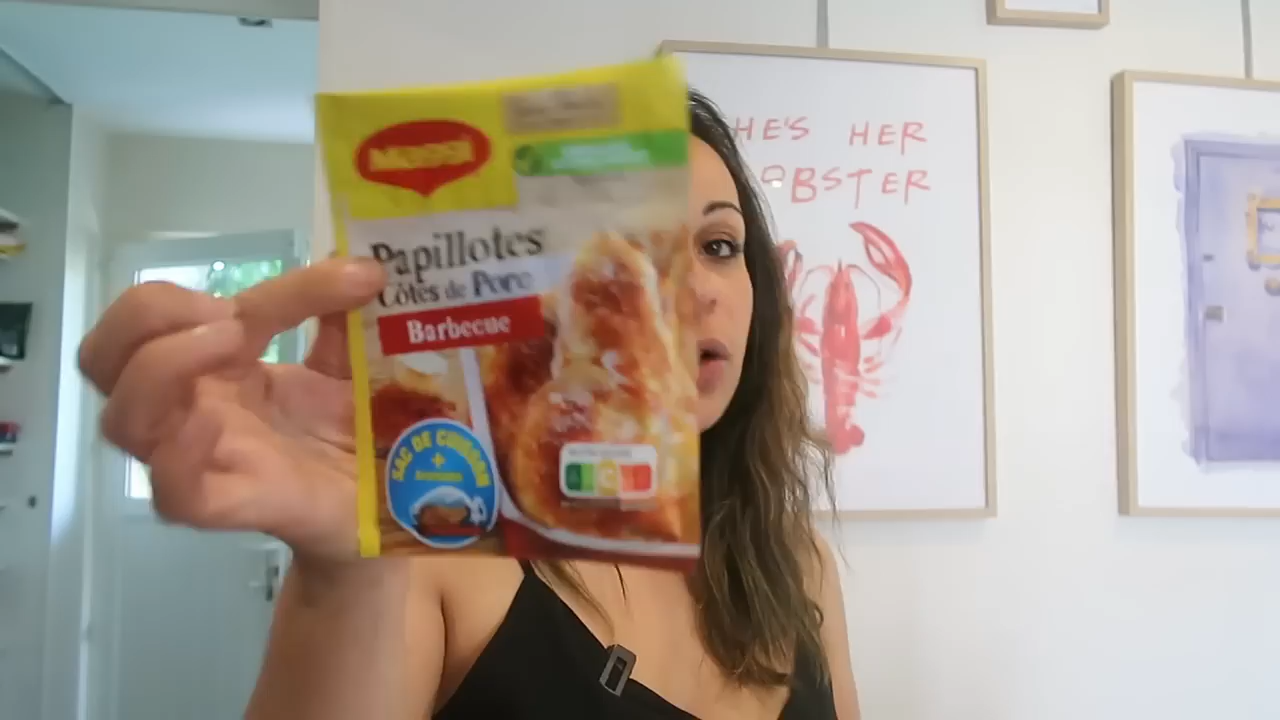 MAGGI
Papillotes
Côtes de Porc
Barbecue
SAC DE CUISSON
+
HE'S HER
OBSTER